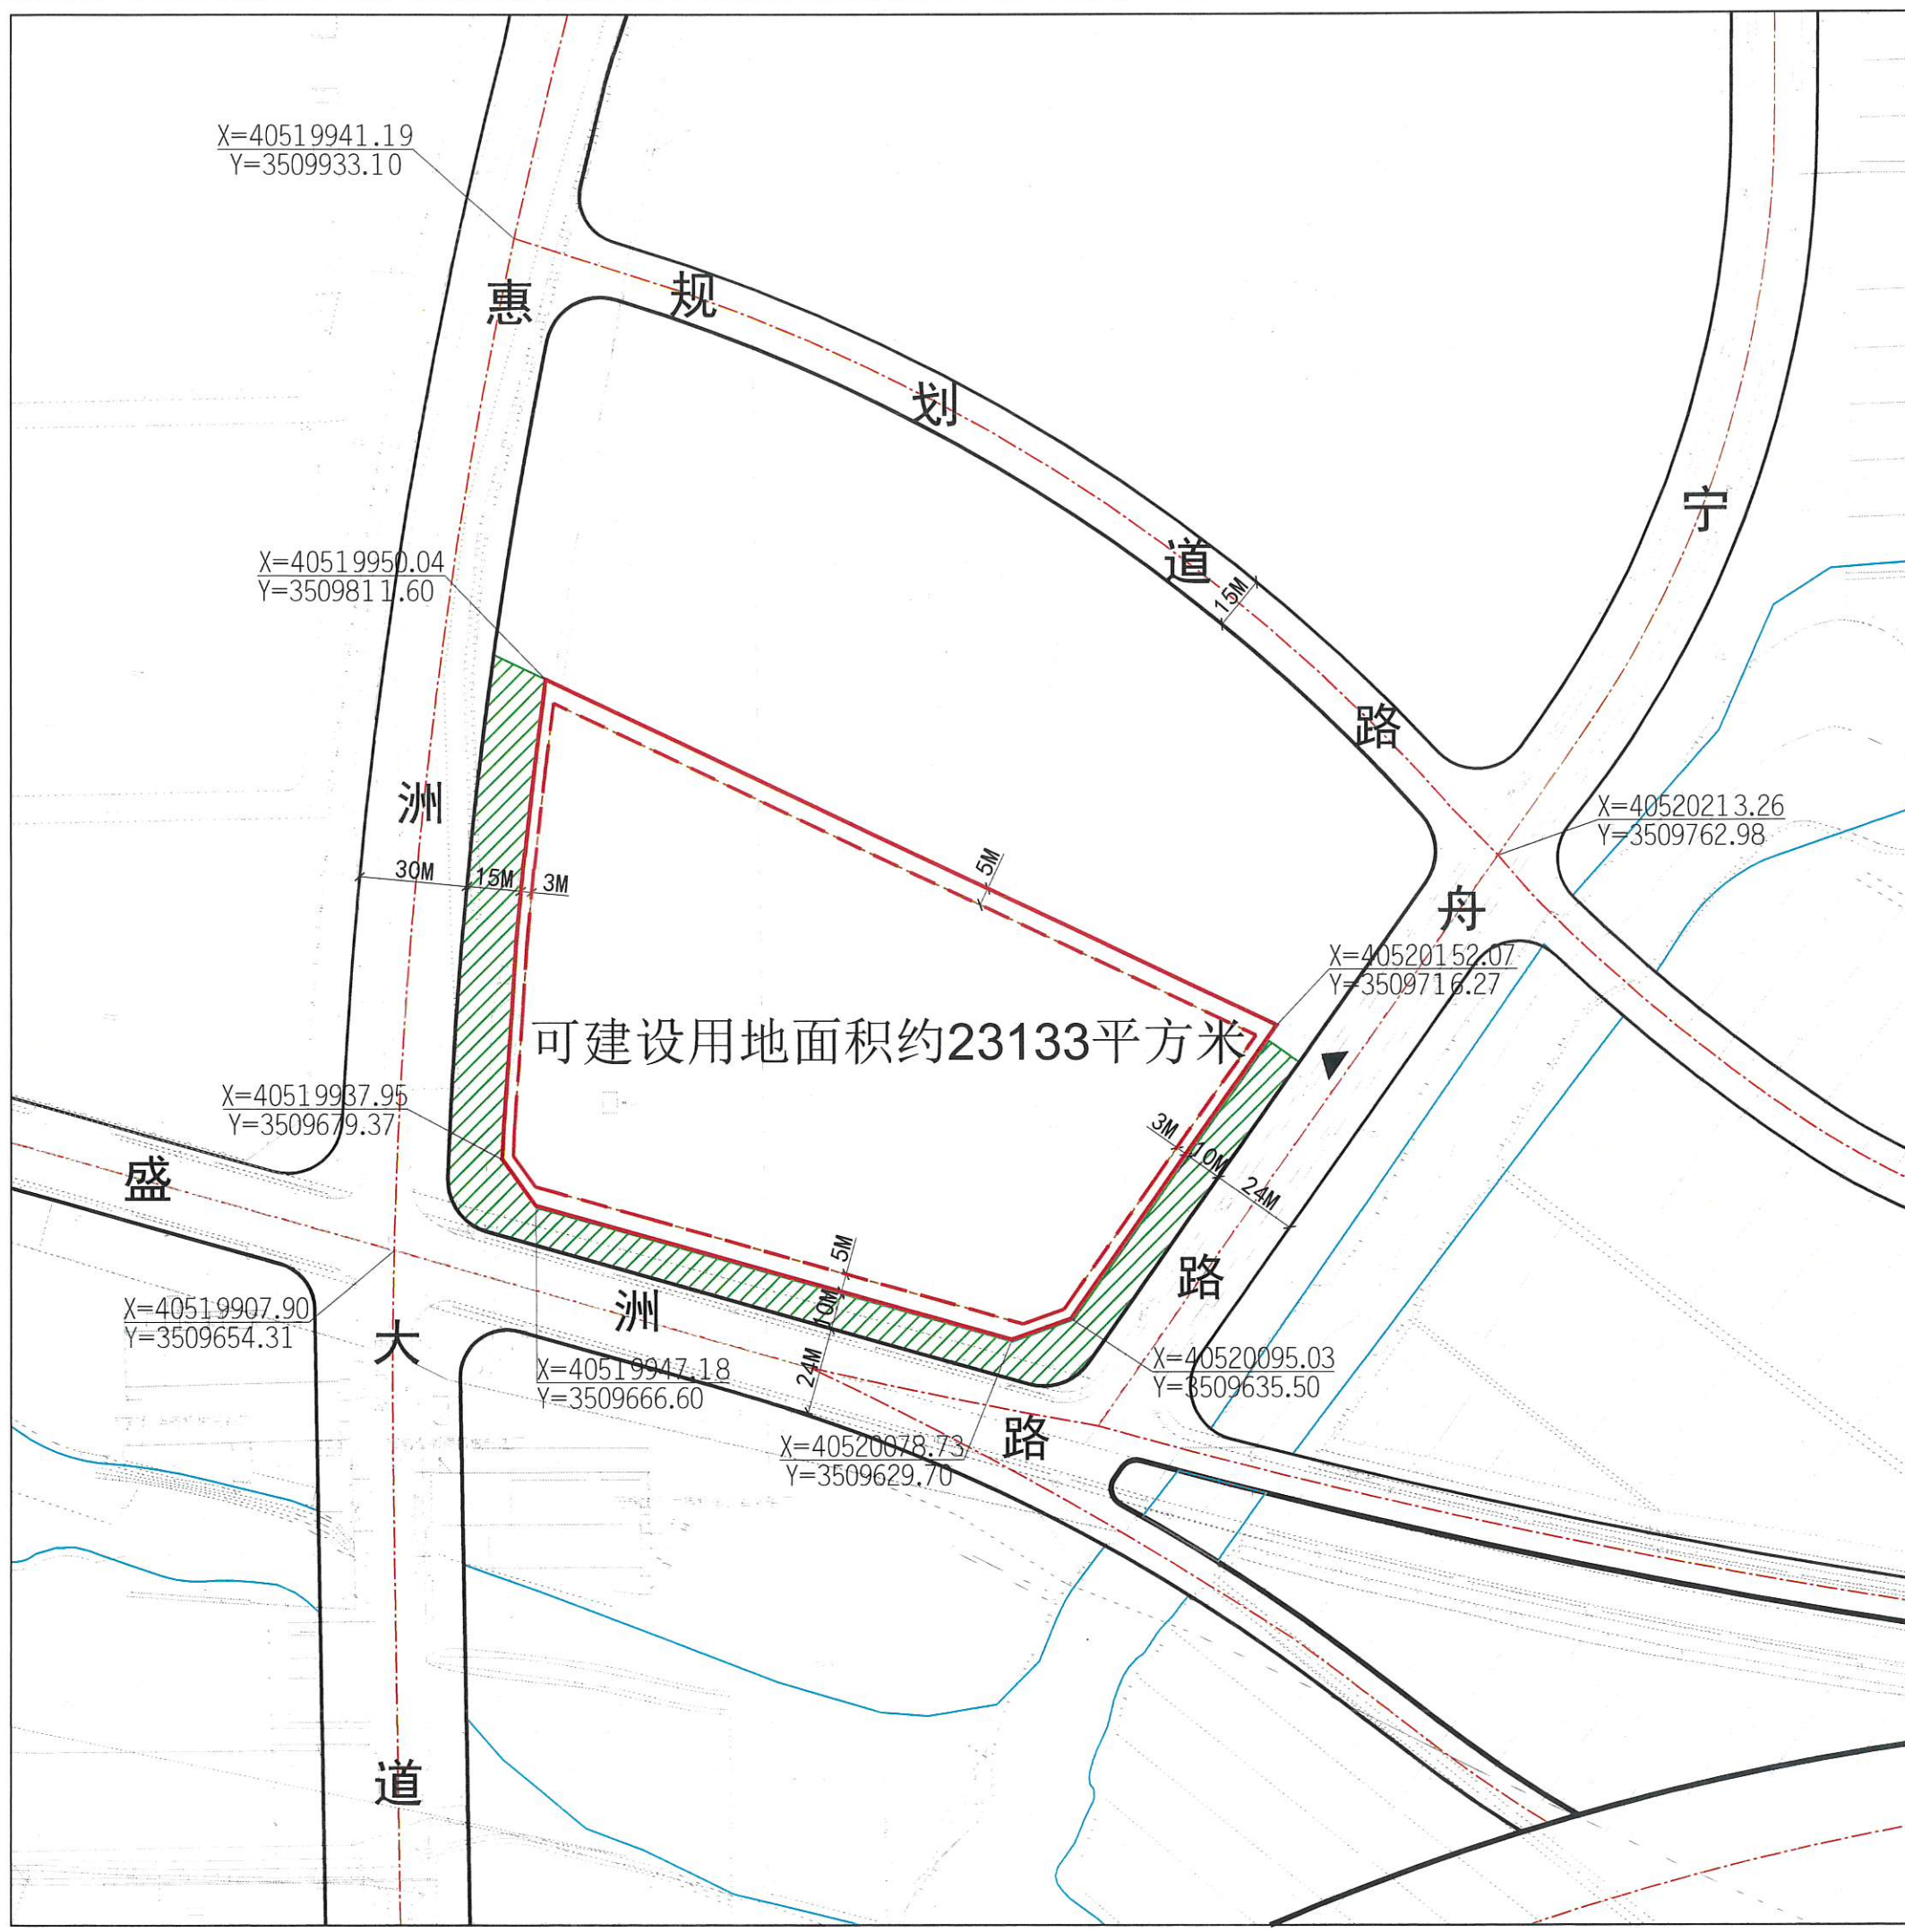 X=40519941.19
Y=3509933.10
惠
规
划
宁
道
15M
X=40519950.04
Y=3509811.60
路
洲
X=40520213.26
Y=3509762.98
30M
15M
3M
5M
舟
X=40520152.07
Y=3509716.27
可建设用地面积约23133平方米
X=40519937.95
Y=3509679.37
3M
10M
24M
盛
5M
路
10M
洲
X=40519907.90
Y=3509654.31
大
24M
X=40519947.18
Y=3509666.60
X=40520095.03
Y=3509635.50
路
X=40520078.73
Y=3509629.70
道